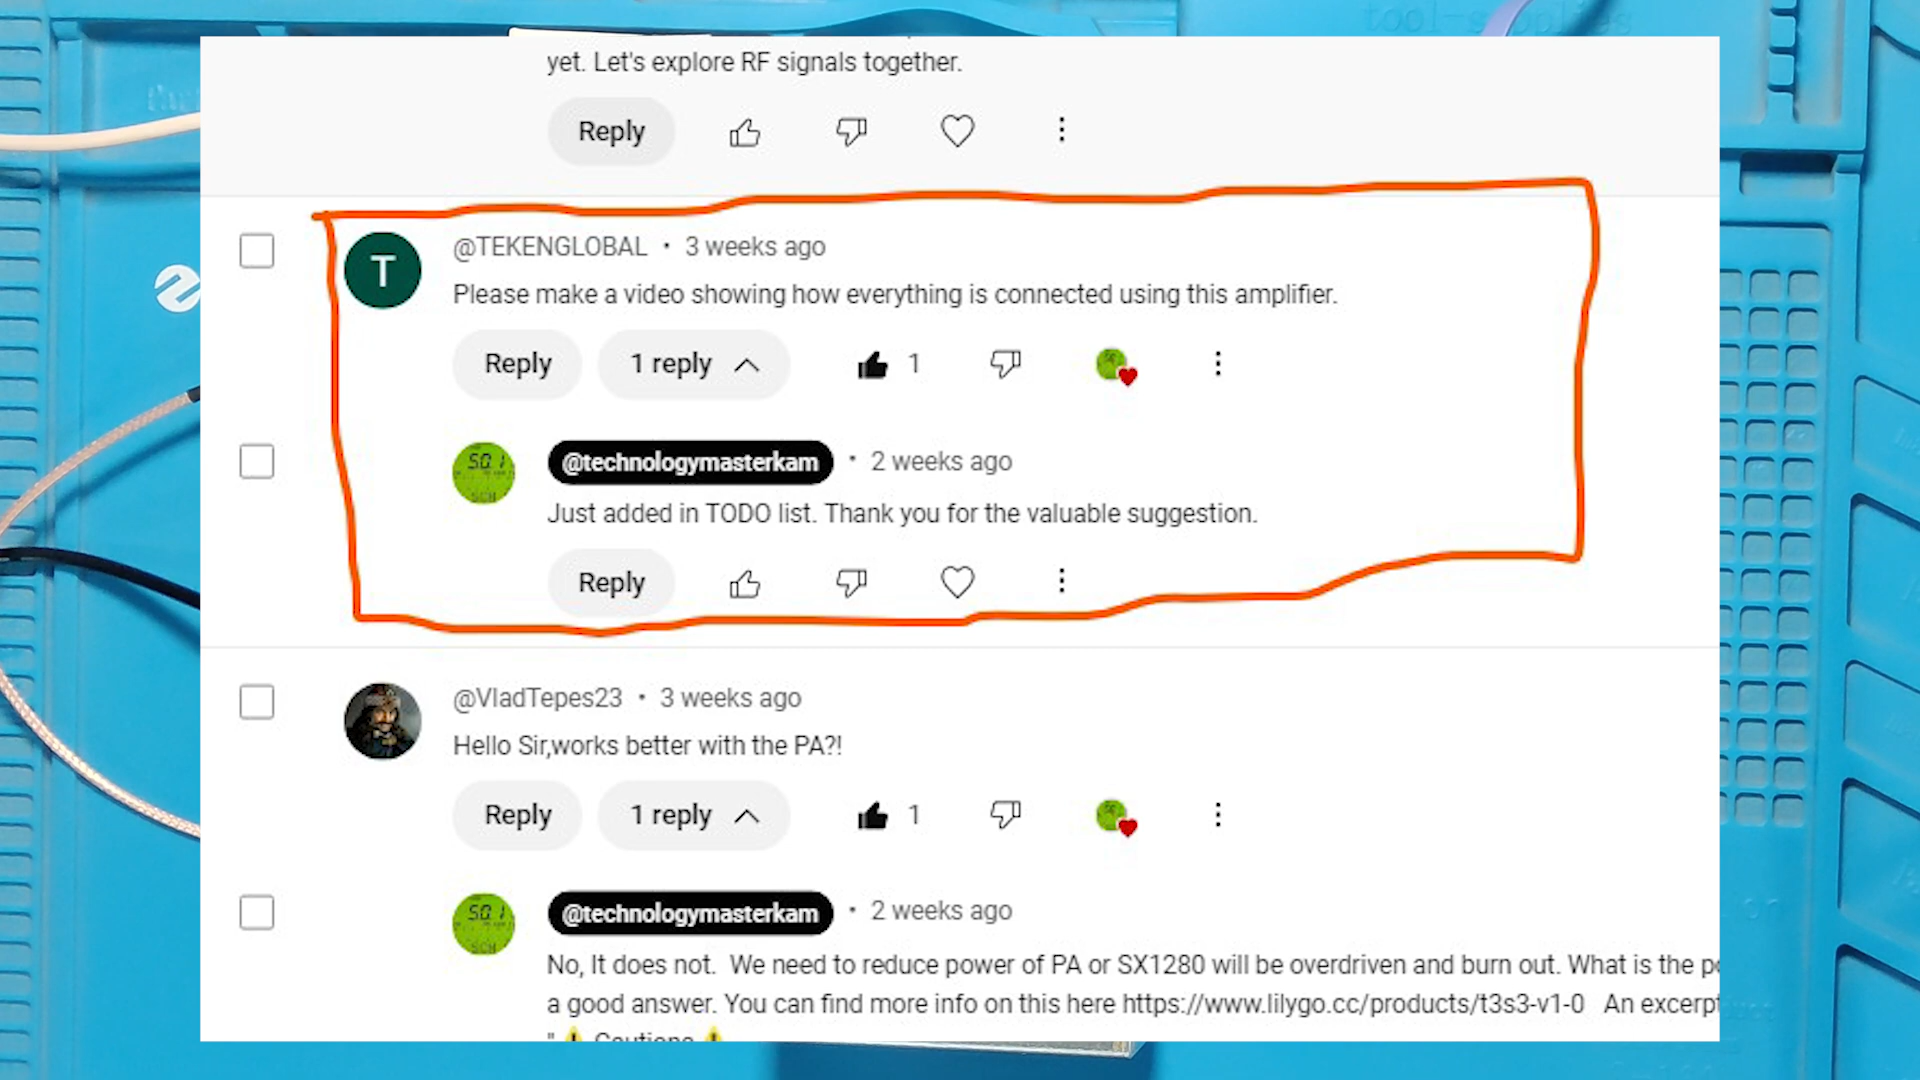 tool-supplies
yet. Let's explore RF signals together.
Reply
@TEKENGLOBAL • 3 weeks ago
T
Please make a video showing how everything is connected using this amplifier.
Reply 1 reply 1
@technologymasterkam • 2 weeks ago
Just added in TODO list. Thank you for the valuable suggestion.
Reply
@VladTepes23 • 3 weeks ago
Hello Sir,works better with the PA?!
Reply 1 reply 1
@technologymasterkam • 2 weeks ago
No, It does not. We need to reduce power of PA or SX1280 will be overdriven and burn out. What is the
a good answer. You can find more info on this here https://www.lilygo.cc/products/t3s3-v1-0 An excerpt
" ⚠ Cautions ⚠